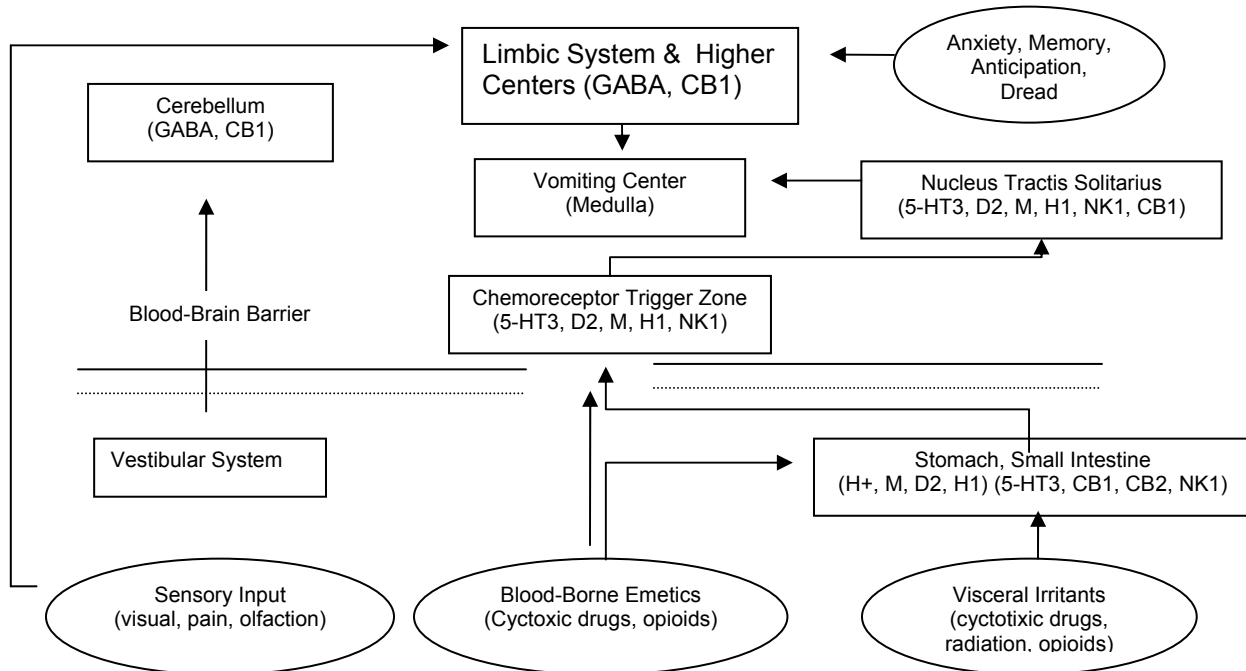 Limbic System & Higher
Centers (GABA, CB1)
Anxiety, Memory,
Anticipation,
Dread
Cerebellum
(GABA, CB1)
Vomiting Center
(Medulla)
Nucleus Tractis Solitarius
(5-HT3, D2, M, H1, NK1, CB1)
Chemoreceptor Trigger Zone
(5-HT3, D2, M, H1, NK1)
Blood-Brain Barrier
Vestibular System
Stomach, Small Intestine
(H+, M, D2, H1) (5-HT3, CB1, CB2, NK1)
Sensory Input
(visual, pain, olfaction)
Blood-Borne Emetics
(Cyctoxic drugs, opioids)
Visceral Irritants
(cyctotixic drugs,
radiation, opioids)